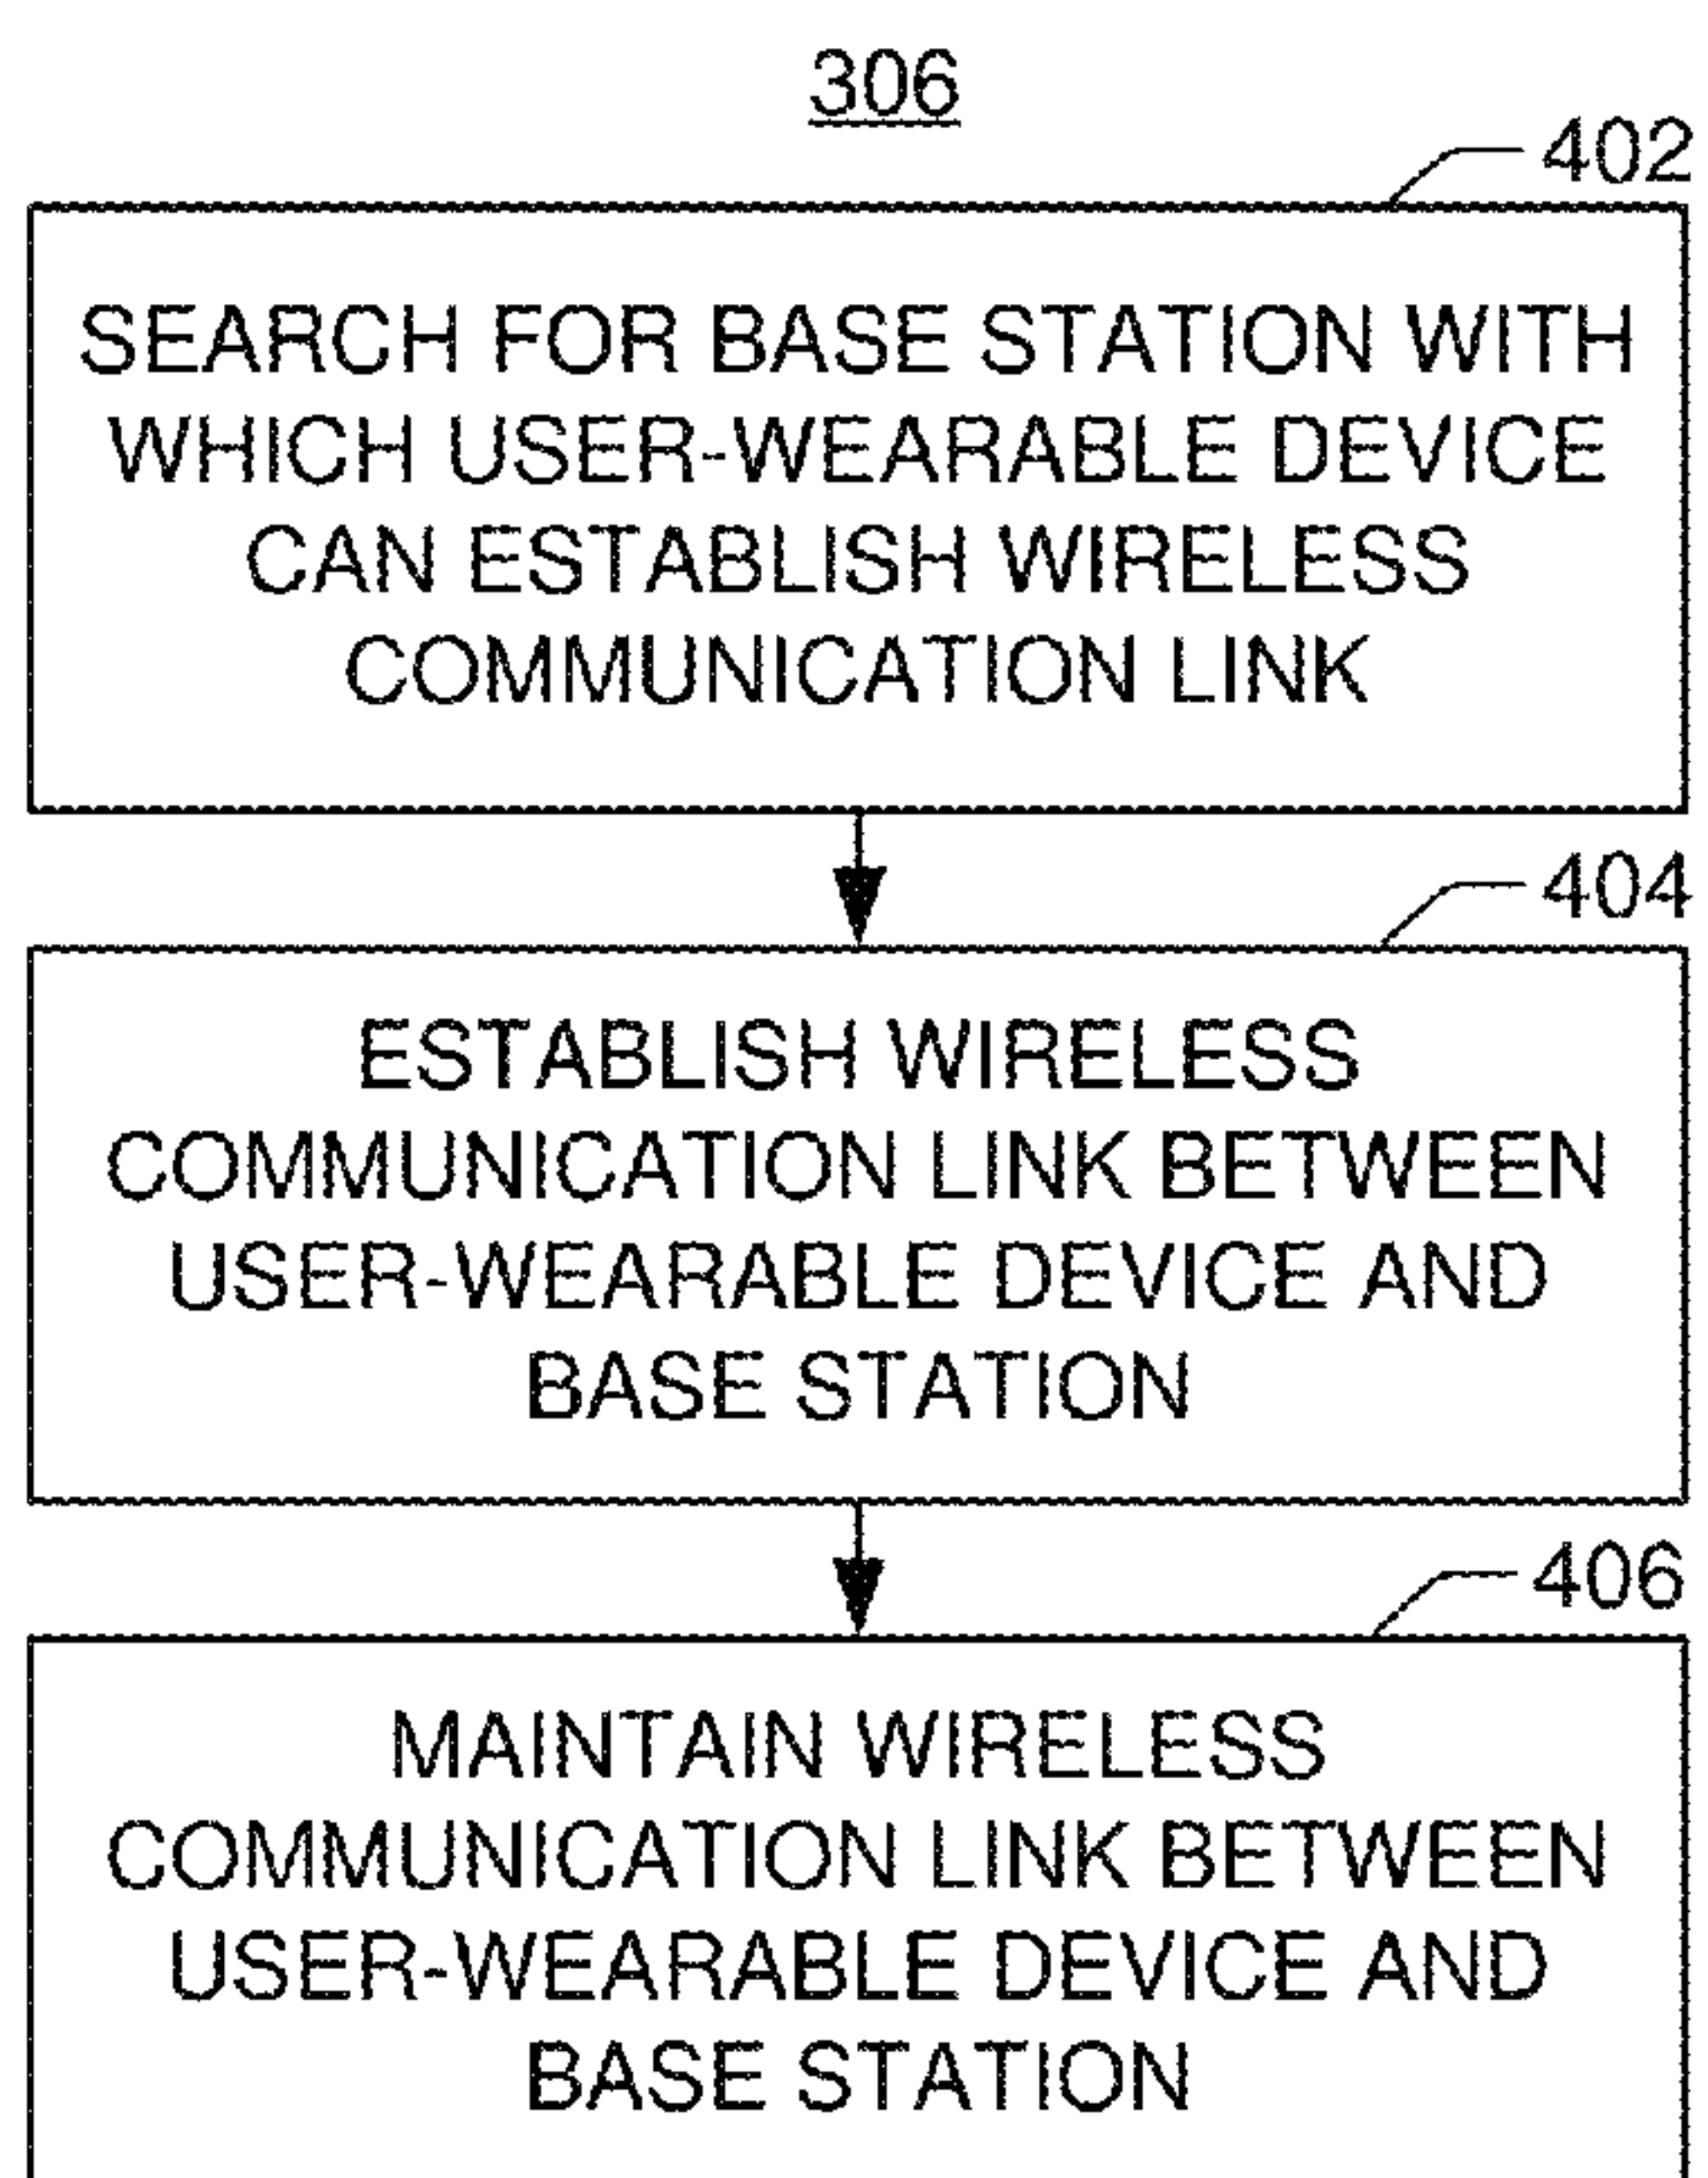 306
402
SEARCH FOR BASE STATION WITH
WHICH USER-WEARABLE DEVICE
CAN ESTABLISH WIRELESS
COMMUNICATION LINK
404
ESTABLISH WIRELESS
COMMUNICATION LINK BETWEEN
USER-WEARABLE DEVICE AND
BASE STATION
406
MAINTAIN WIRELESS
COMMUNICATION LINK BETWEEN
USER-WEARABLE DEVICE AND
BASE STATION